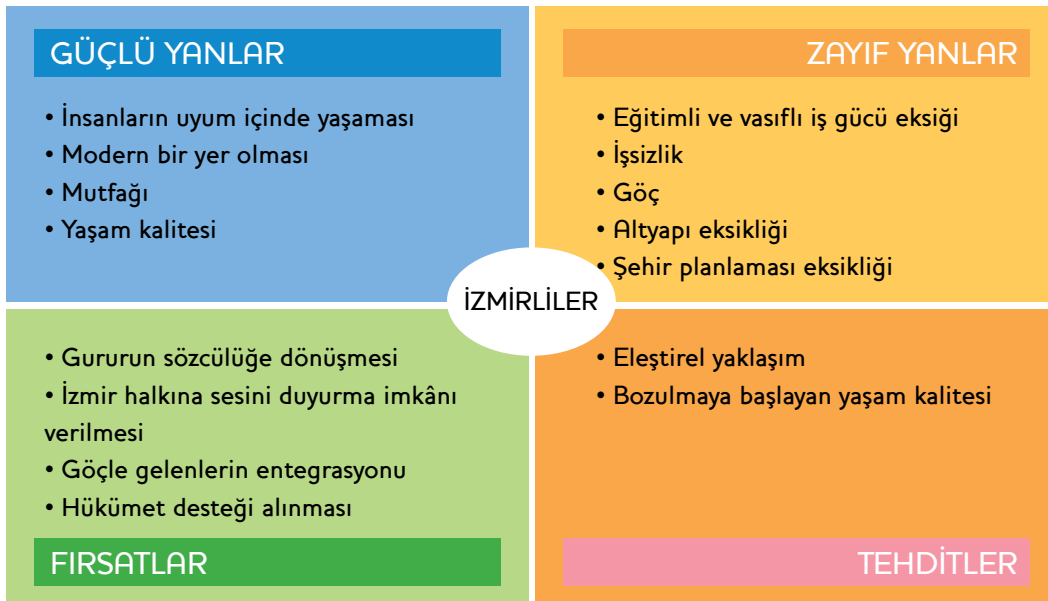 GÜÇLÜ YANLAR
• İnsanların uyum içinde yaşaması
• Modern bir yer olması
• Mutfağı
• Yaşam kalitesi
ZAYIF YANLAR
• Eğitimli ve vasıflı iş gücü eksiği
• İşsizlik
• Göç
• Altyapı eksikliği
• Şehir planlaması eksikliği
İZMİRLİLER
• Gururun sözcülüğe dönüşmesi
• İzmir halkına sesini duyurma imkânı
verilmesi
• Göçle gelenlerin entegrasyonu
• Hükümet desteği alınması
FIRSATLAR
• Eleştirel yaklaşım
• Bozulmaya başlayan yaşam kalitesi
TEHDİTLER